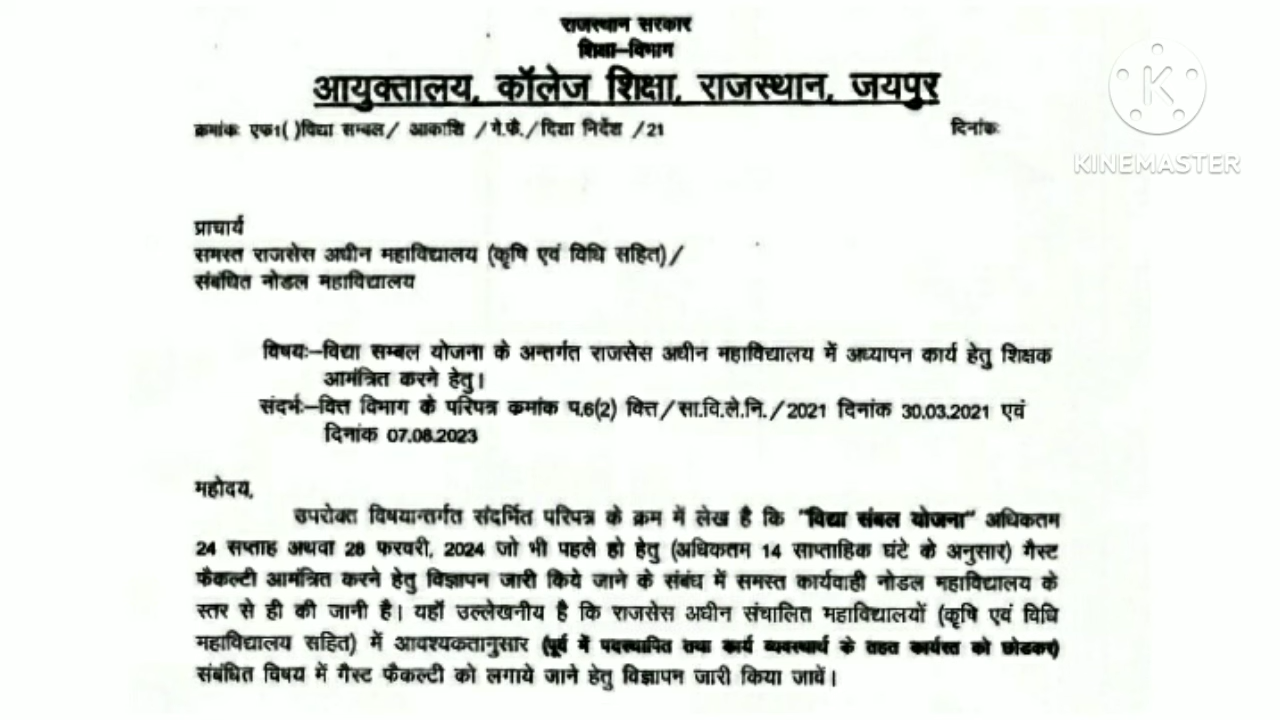 राजस्थान सरकार
शिक्षा–विभाग
आयुक्तालय, कॉलेज शिक्षा, राजस्थान, जयपुर
क्रमांक एफ1( )विद्या सम्बल/ आकाशि /गे.फै./दिशा निर्देश /21 दिनांकः
KINEMASTER
प्राचार्य
समस्त राजसेस अधीन महाविद्यालय (कृषि एवं विधि सहित)/
संबंधित नोडल महाविद्यालय
विषयः–विद्या सम्बल योजना के अन्तर्गत राजसेस अधीन महाविद्यालय में अध्यापन कार्य हेतु शिक्षक
आमंत्रित करने हेतु।
संदर्भः–वित्त विभाग के परिपत्र क्रमांक प.6(2) वित्त/सा.वि.ले.नि./2021 दिनांक 30.03.2021 एवं
दिनांक 07.08.2023
महोदय,
उपरोक्त विषयान्तर्गत संदर्भित परिपत्र के क्रम में लेख है कि "विद्या संबल योजना" अधिकतम
24 सप्ताह अथवा 28 फरवरी, 2024 जो भी पहले हो हेतु (अधिकतम 14 साप्ताहिक घंटे के अनुसार) गैस्ट
फैकल्टी आमंत्रित करने हेतु विज्ञापन जारी किये जाने के संबंध में समस्त कार्यवाही नोडल महाविद्यालय के
स्तर से ही की जानी है। यहाँ उल्लेखनीय है कि राजसेस अधीन संचालित महाविद्यालयों (कृषि एवं विधि
महाविद्यालय सहित) में आवश्यकतानुसार (पूर्व में पदस्थापित तथा कार्य व्यवस्थार्थ के तहत कार्यरत को छोडकर)
संबंधित विषय में गैस्ट फैकल्टी को लगाये जाने हेतु विज्ञापन जारी किया जावें।